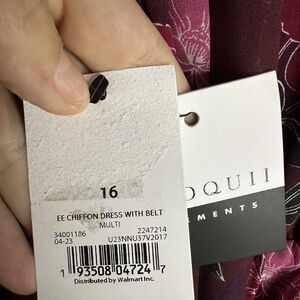 16
EE CHIFFON DRESS WITH BELT
MULTI
34001186 2247214
04-23 U23NNU37V2017
1 93508 04724 7
Distributed by Walmart Inc.
OQUII
EMENTS